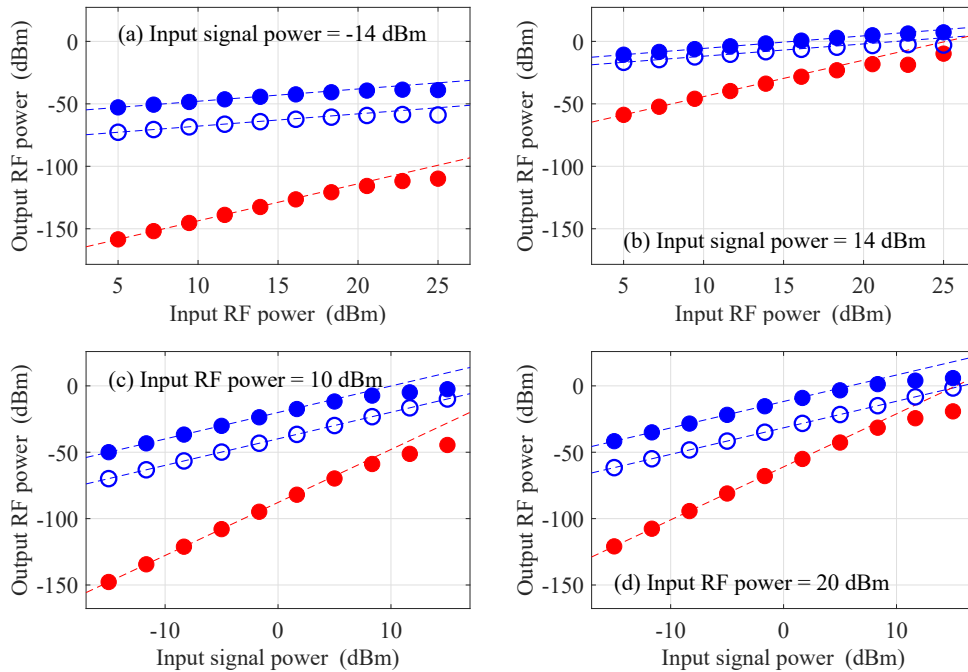 (a) Input signal power = -14 dBm
Output RF power (dBm)
0
-50
-100
-150
5
10
15
20
25
Input RF power (dBm)
(b) Input signal power = 14 dBm
Output RF power (dBm)
0
-50
-100
-150
5
10
15
20
25
Input RF power (dBm)
(c) Input RF power = 10 dBm
Output RF power (dBm)
0
-50
-100
-150
-10
0
10
Input signal power (dBm)
(d) Input RF power = 20 dBm
Output RF power (dBm)
0
-50
-100
-150
-10
0
10
Input signal power (dBm)